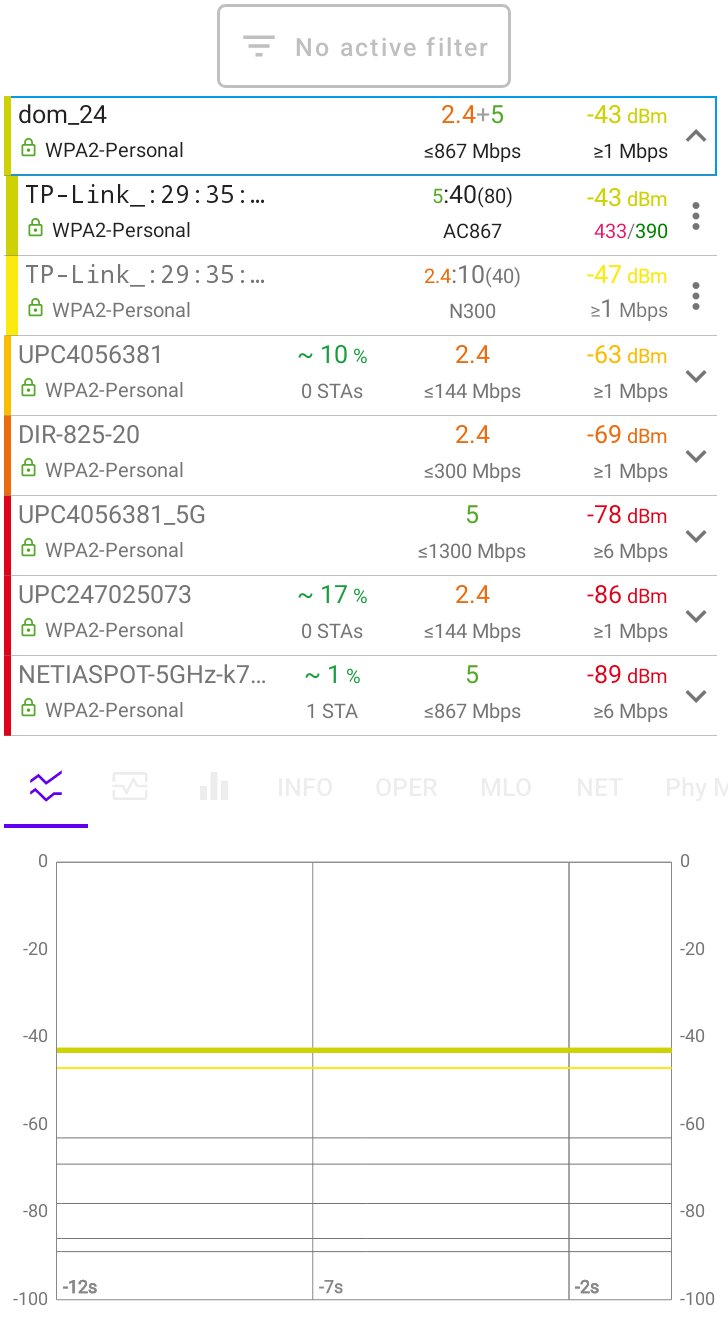 No active filter
dom_24 2.4+5 -43 dBm
WPA2-Personal ≤867 Mbps ≥1 Mbps
TP-Link_:29:35:… 5:40(80) -43 dBm
WPA2-Personal AC867 433/390
TP-Link_:29:35:… 2.4:10(40) -47 dBm
WPA2-Personal N300 ≥1 Mbps
UPC4056381 ~ 10 % 2.4 -63 dBm
WPA2-Personal 0 STAs ≤144 Mbps ≥1 Mbps
DIR-825-20 2.4 -69 dBm
WPA2-Personal ≤300 Mbps ≥1 Mbps
UPC4056381_5G 5 -78 dBm
WPA2-Personal ≤1300 Mbps ≥6 Mbps
UPC247025073 ~ 17 % 2.4 -86 dBm
WPA2-Personal 0 STAs ≤144 Mbps ≥1 Mbps
NETIASPOT-5GHz-k7… ~ 1 % 5 -89 dBm
WPA2-Personal 1 STA ≤867 Mbps ≥6 Mbps
INFO OPER MLO NET Phy M
0 0
-20 -20
-40 -40
-60 -60
-80 -80
-12s -7s -2s
-100 -100